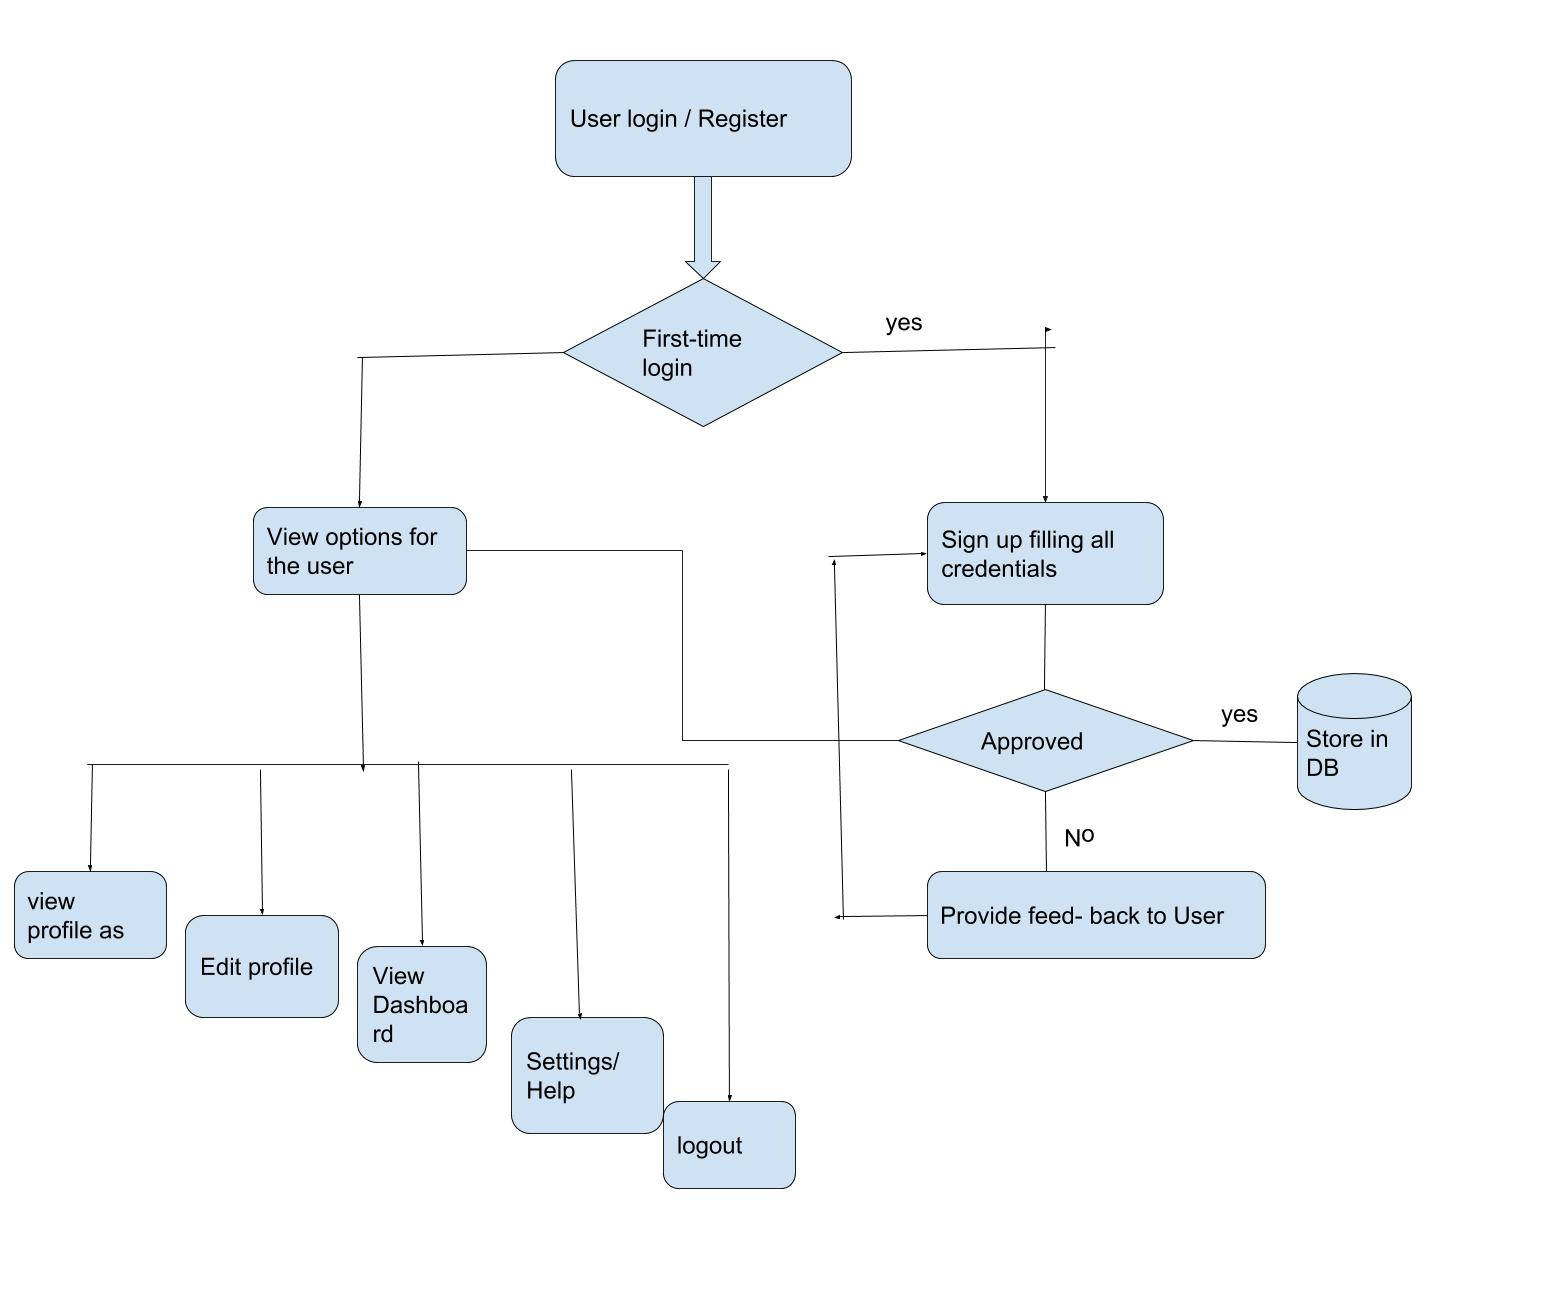 User login / Register
yes
First-time
login
View options for
the user
Sign up filling all
credentials
yes
Approved
Store in
DB
No
view
profile as
Provide feed- back to User
Edit profile
View
Dashboa
rd
Settings/
Help
logout